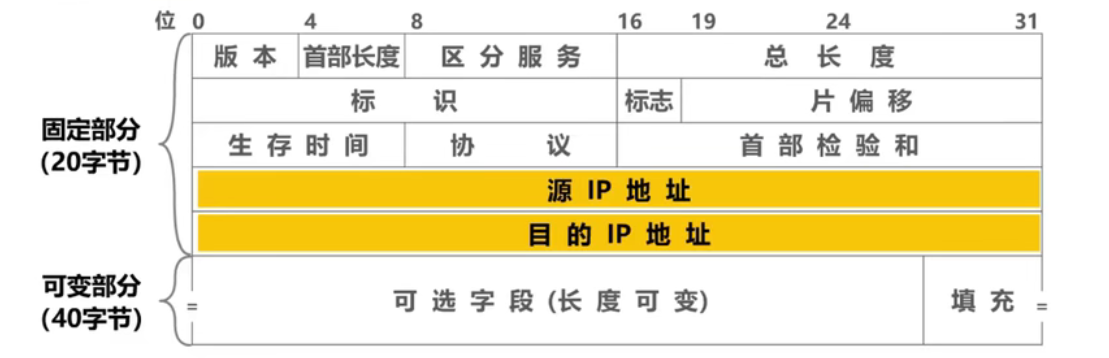 位 0 4 8 16 19 24 31
版 本 首部长度 区 分 服 务 总 长 度
标 识 标志 片 偏 移
固定部分
(20字节)
生 存 时 间 协 议 首 部 检 验 和
源 IP 地 址
目 的 IP 地 址
可变部分
(40字节)
可 选 字 段 (长 度 可 变) 填 充